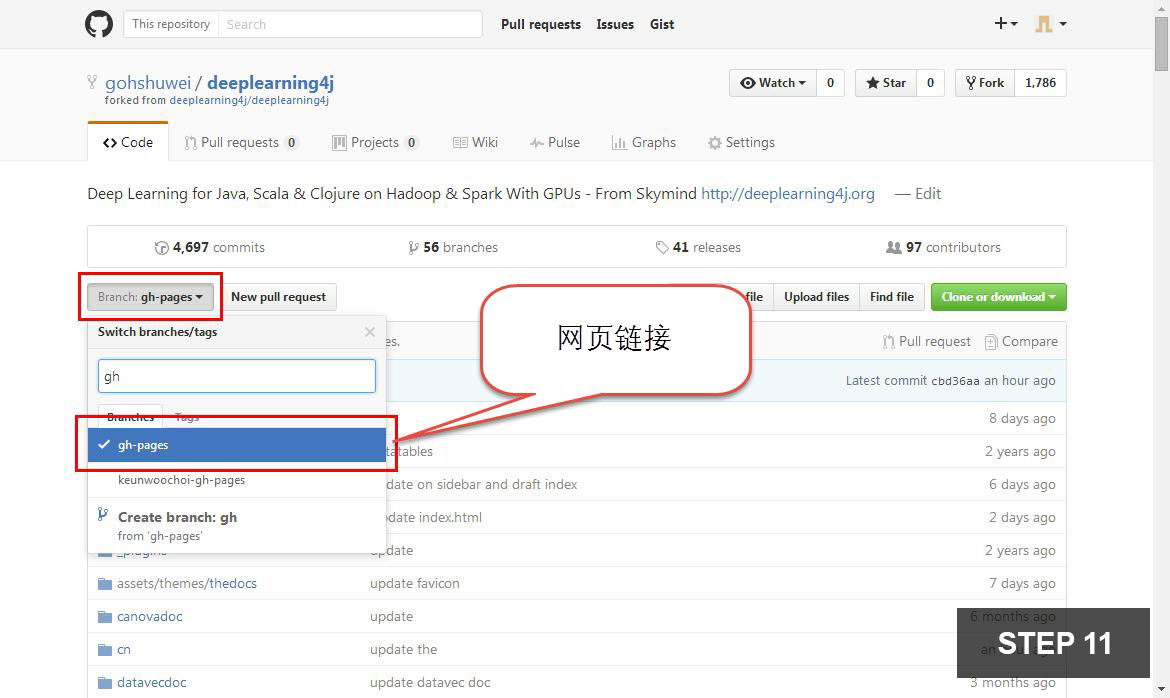 This repository Search Pull requests Issues Gist
gohshuwei / deeplearning4j
Watch 0 Star 0 Fork 1,786
forked from deeplearning4j/deeplearning4j
Code Pull requests 0 Projects 0 Wiki Pulse Graphs Settings
Deep Learning for Java, Scala & Clojure on Hadoop & Spark With GPUs - From Skymind http://deeplearning4j.org — Edit
4,697 commits 56 branches 41 releases 97 contributors
Branch: gh-pages New pull request file Upload files Find file Clone or download
Switch branches/tags
网页链接
es. Pull request Compare
gh
Latest commit cbd36aa an hour ago
Branches Tags
8 days ago
gh-pages
tatables 2 years ago
keunwoochoi-gh-pages
date on sidebar and draft index 6 days ago
Create branch: gh
date index.html 2 days ago
from 'gh-pages'
_plugins date 2 years ago
assets/themes/thedocs update favicon 7 days ago
canovadoc update 6 months ago
cn update the an
STEP 11
datavecdoc update datavec doc 3 months ago